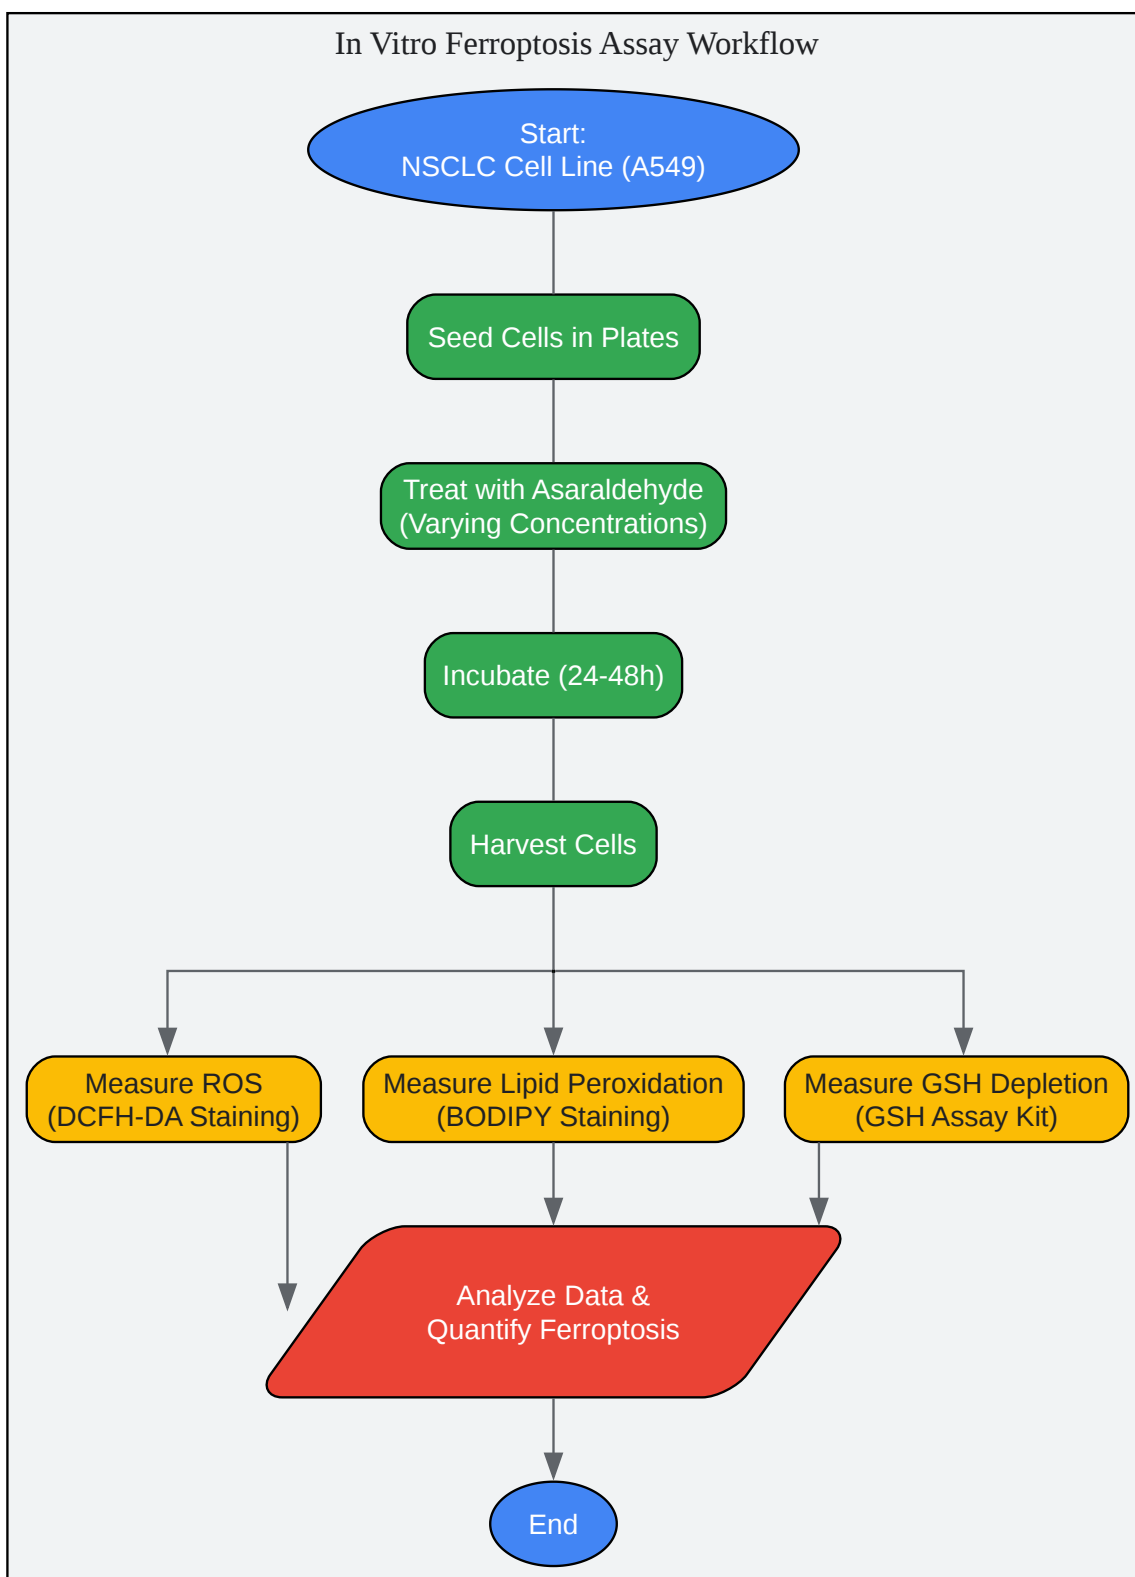 In Vitro Ferroptosis Assay Workflow
Start:
NSCLC Cell Line (A549)
Seed Cells in Plates
Treat with Asaraldehyde
(Varying Concentrations)
Incubate (24-48h)
Harvest Cells
Measure ROS
(DCFH-DA Staining)
Measure Lipid Peroxidation
(BODIPY Staining)
Measure GSH Depletion
(GSH Assay Kit)
Analyze Data &
Quantify Ferroptosis
End